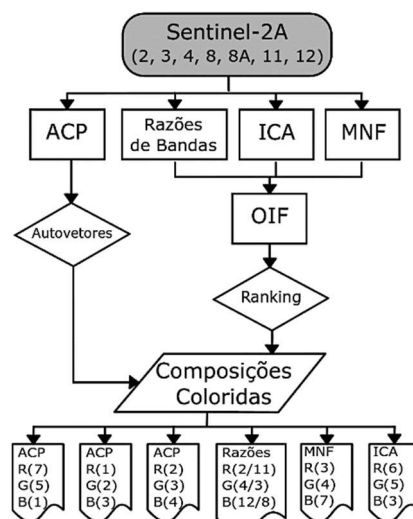 Sentinel-2A
(2, 3, 4, 8, 8A, 11, 12)
ACP
Razões
de Bandas
ICA
MNF
OIF
Autovetores
Ranking
Composições
Coloridas
ACP
R(7)
G(5)
B(1)
ACP
R(1)
G(2)
B(3)
ACP
R(2)
G(3)
B(4)
Razões
R(2/11)
G(4/3)
B(12/8)
MNF
R(3)
G(4)
B(7)
ICA
R(6)
G(5)
B(3)